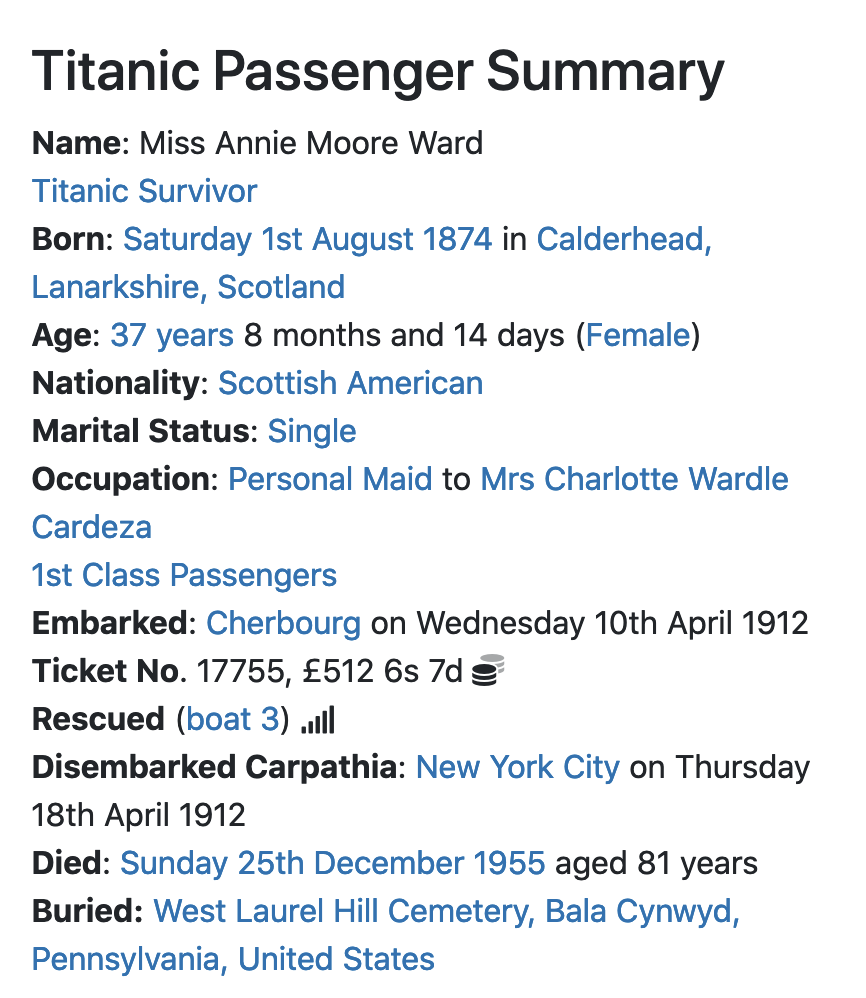 Titanic Passenger Summary
Name: Miss Annie Moore Ward
Titanic Survivor
Born: Saturday 1st August 1874 in Calderhead,
Lanarkshire, Scotland
Age: 37 years 8 months and 14 days (Female)
Nationality: Scottish American
Marital Status: Single
Occupation: Personal Maid to Mrs Charlotte Wardle
Cardeza
1st Class Passengers
Embarked: Cherbourg on Wednesday 10th April 1912
Ticket No. 17755, £512 6s 7d
Rescued (boat 3)
Disembarked Carpathia: New York City on Thursday
18th April 1912
Died: Sunday 25th December 1955 aged 81 years
Buried: West Laurel Hill Cemetery, Bala Cynwyd,
Pennsylvania, United States